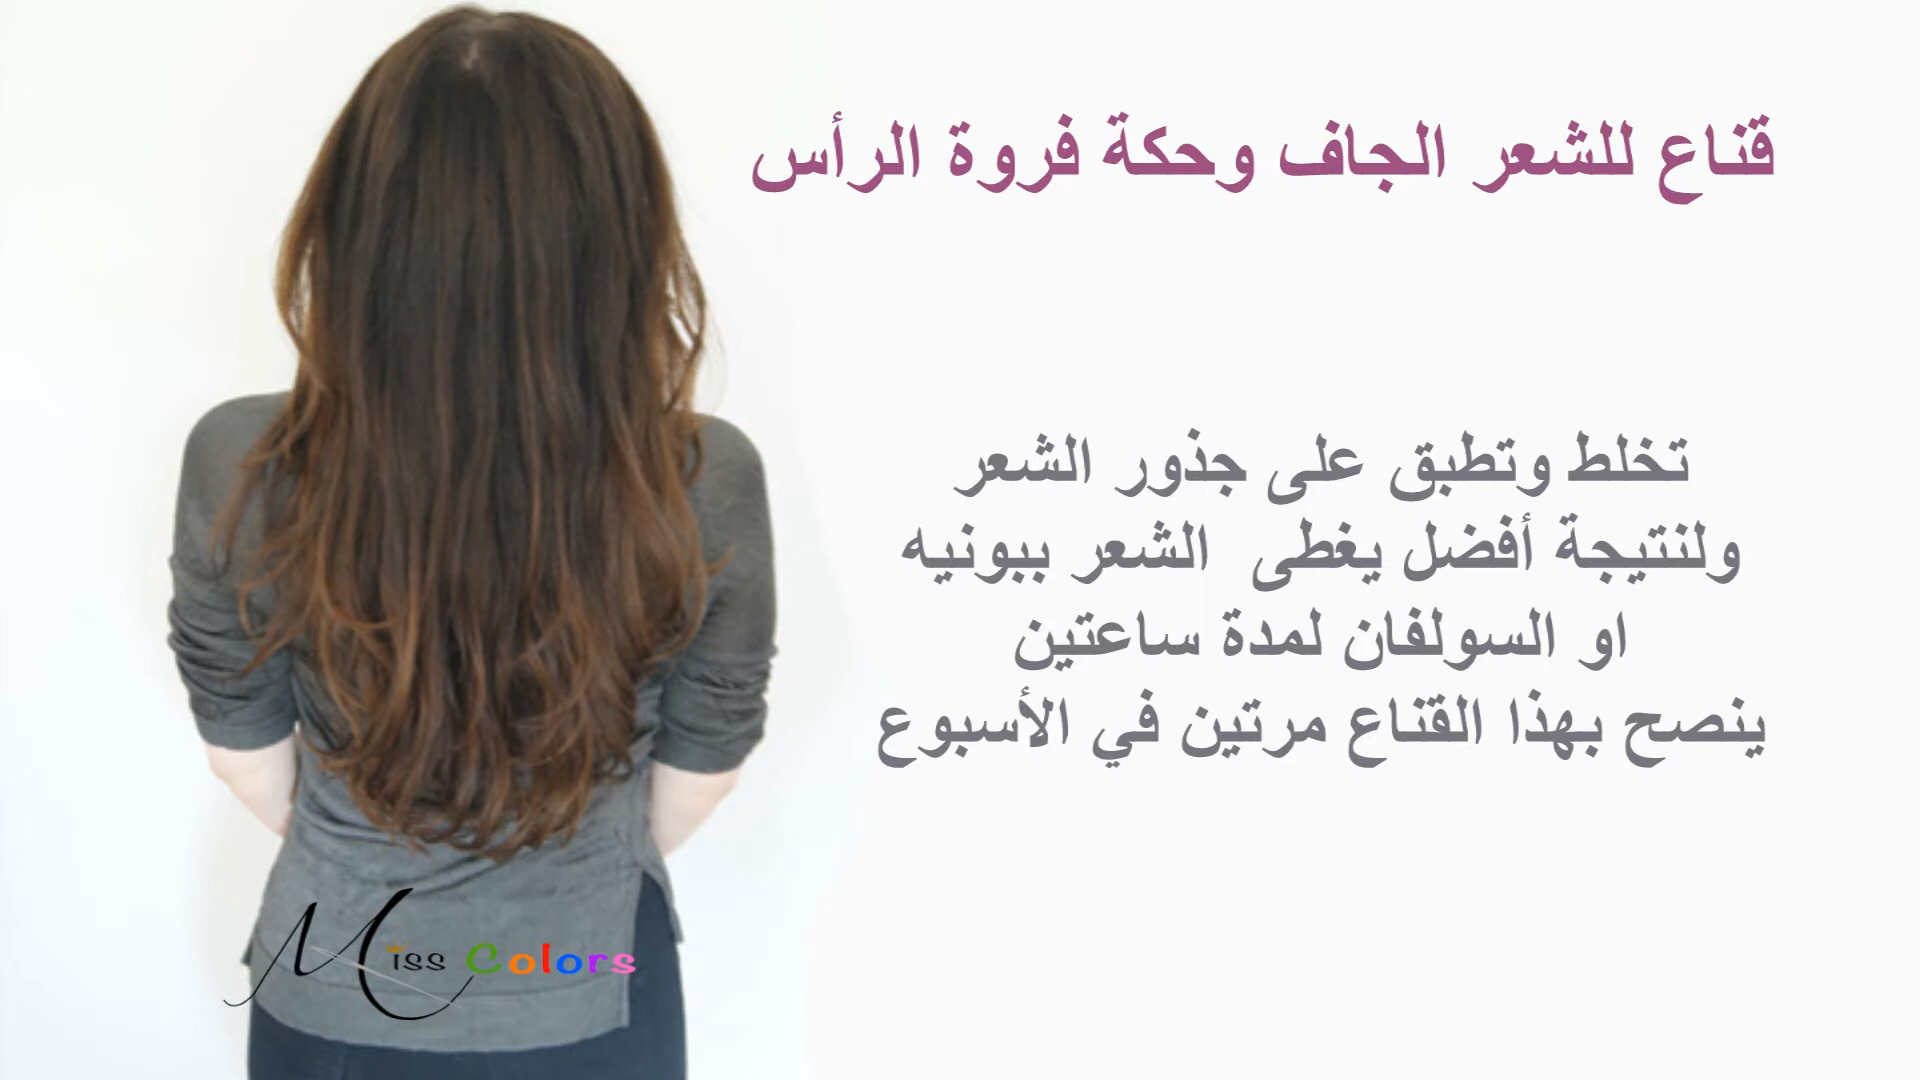 قناع للشعر الجاف وحكة فروة الرأس
تخلط وتطبق على جذور الشعر
ولنتيجة أفضل يغطى الشعر ببونيه
او السولفان لمدة ساعتين
ينصح بهذا القناع مرتين في الأسبوع
Miss Colors